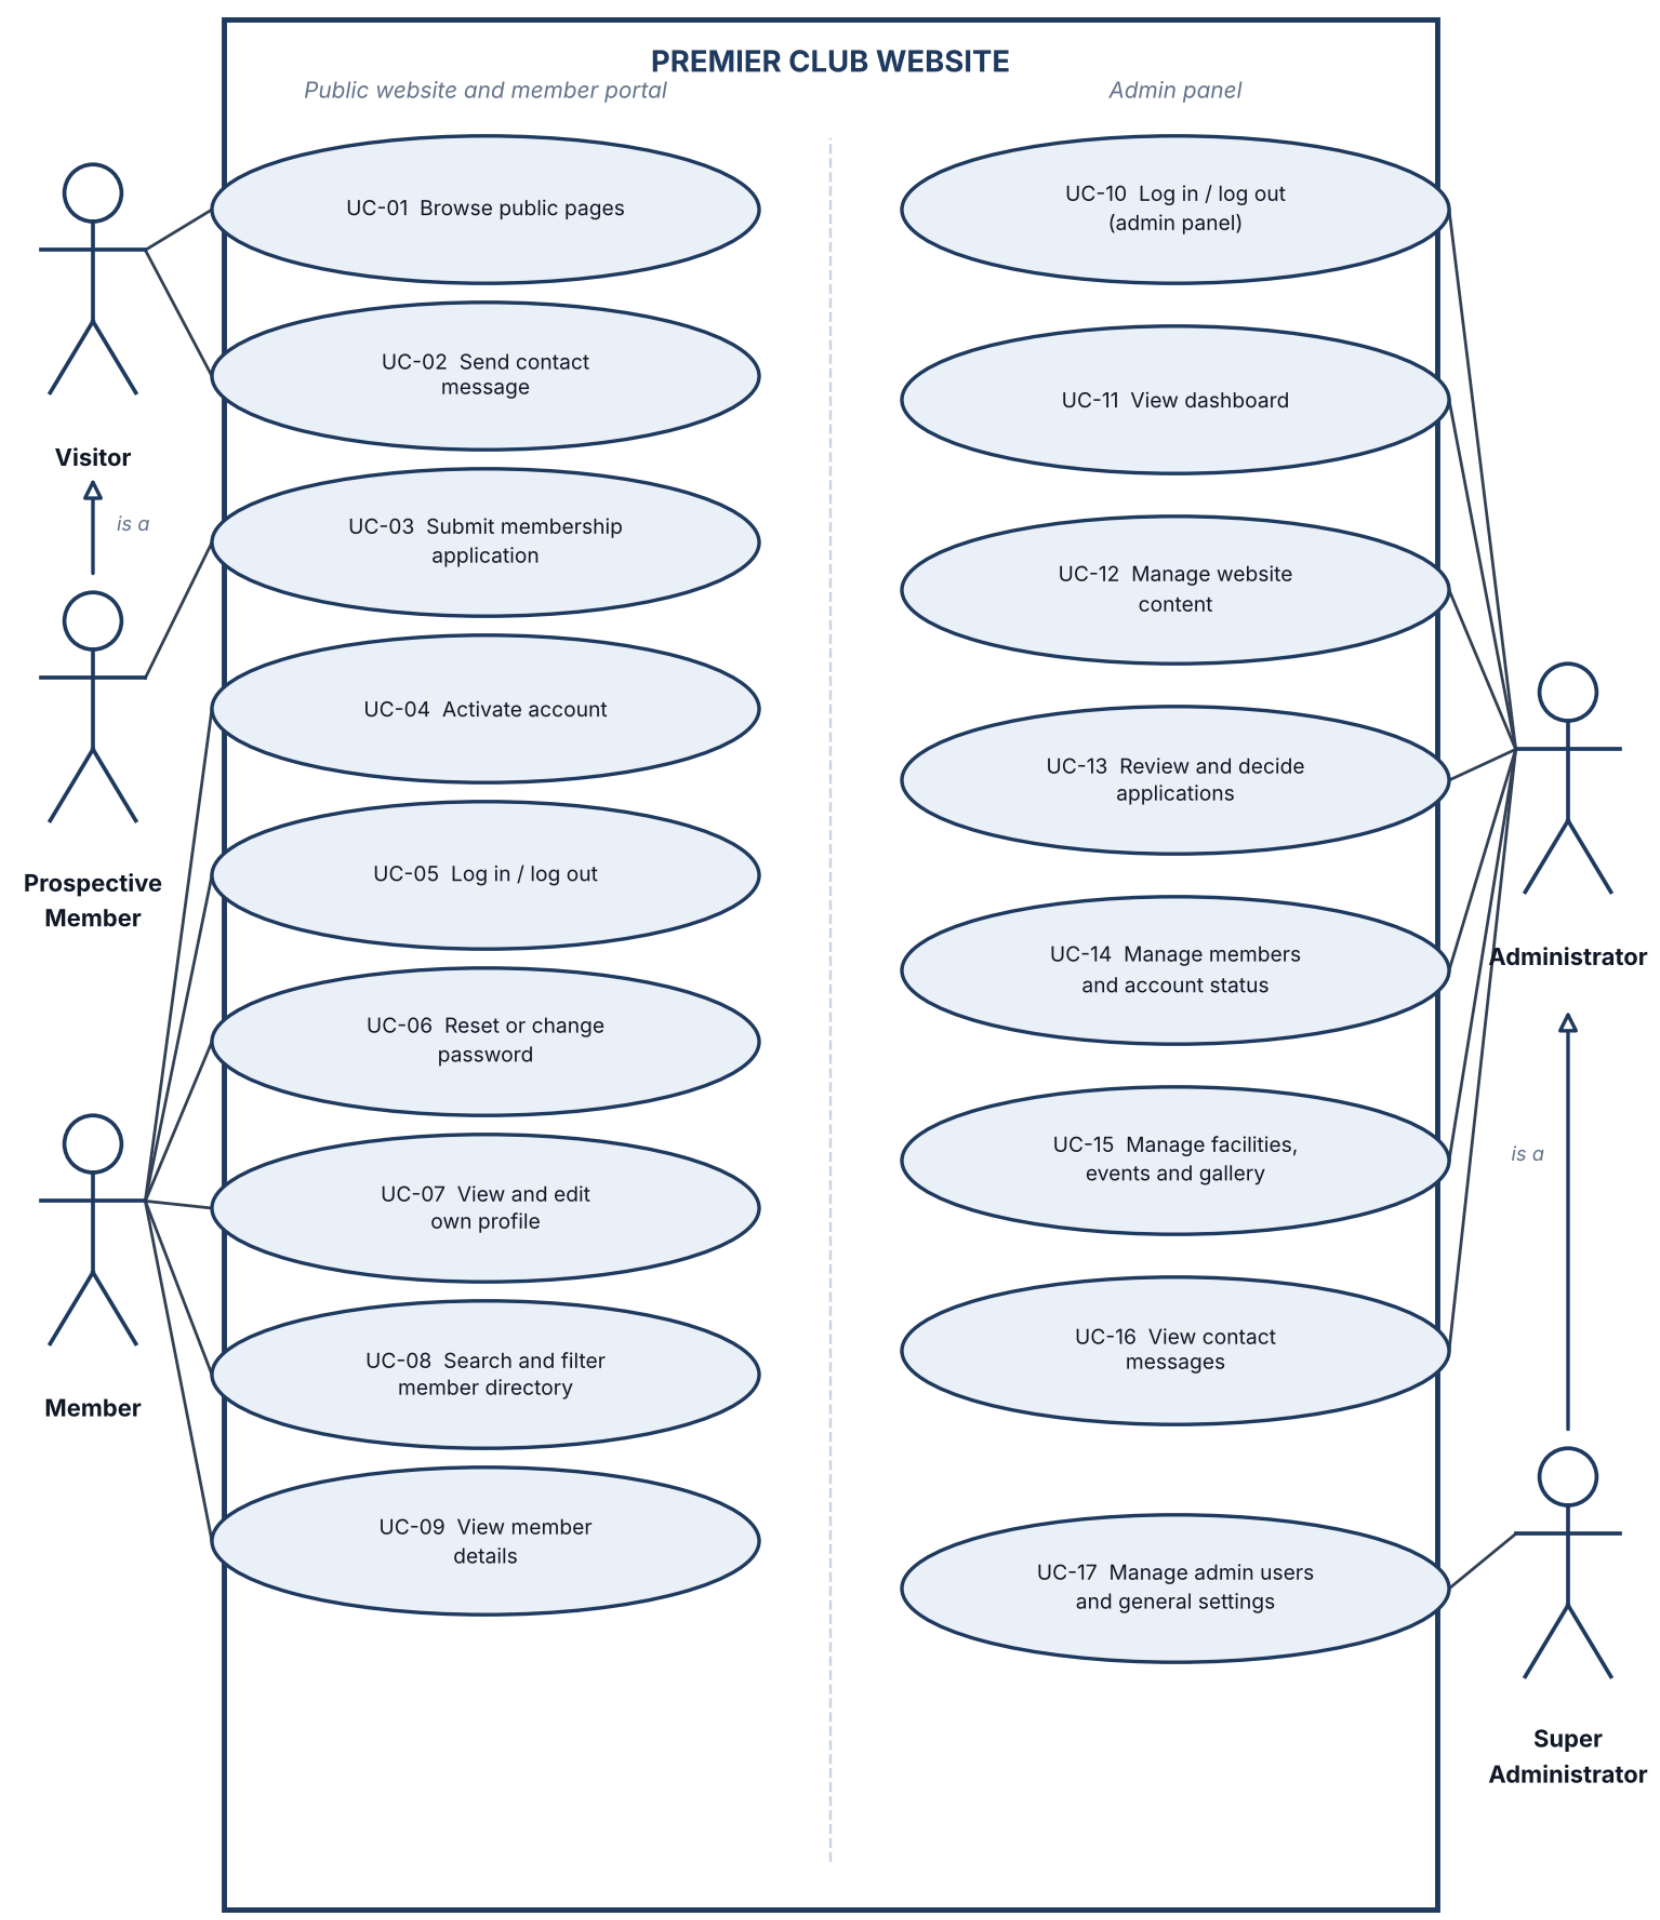 PREMIER CLUB WEBSITE
Public website and member portal
Admin panel
Visitor
is a
Prospective
Member
Member
UC-01 Browse public pages
UC-02 Send contact
message
UC-03 Submit membership
application
UC-04 Activate account
UC-05 Log in / log out
UC-06 Reset or change
password
UC-07 View and edit
own profile
UC-08 Search and filter
member directory
UC-09 View member
details
UC-10 Log in / log out
(admin panel)
UC-11 View dashboard
UC-12 Manage website
content
UC-13 Review and decide
applications
UC-14 Manage members
and account status
UC-15 Manage facilities,
events and gallery
UC-16 View contact
messages
UC-17 Manage admin users
and general settings
Administrator
is a
Super
Administrator